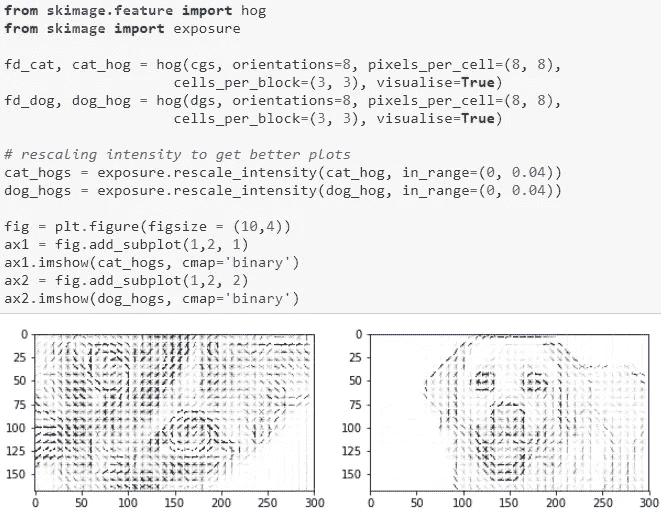 from skimage.feature import hog
from skimage import exposure
fd_cat, cat_hog = hog(cgs, orientations=8, pixels_per_cell=(8, 8),
cells_per_block=(3, 3), visualise=True)
fd_dog, dog_hog = hog(dgs, orientations=8, pixels_per_cell=(8, 8),
cells_per_block=(3, 3), visualise=True)
# rescaling intensity to get better plots
cat_hogs = exposure.rescale_intensity(cat_hog, in_range=(0, 0.04))
dog_hogs = exposure.rescale_intensity(dog_hog, in_range=(0, 0.04))
fig = plt.figure(figsize = (10,4))
ax1 = fig.add_subplot(1,2, 1)
ax1.imshow(cat_hogs, cmap='binary')
ax2 = fig.add_subplot(1,2, 2)
ax2.imshow(dog_hogs, cmap='binary')
0
25
50
75
100
125
150
0 50 100 150 200 250 300
0
25
50
75
100
125
150
0 50 100 150 200 250 300